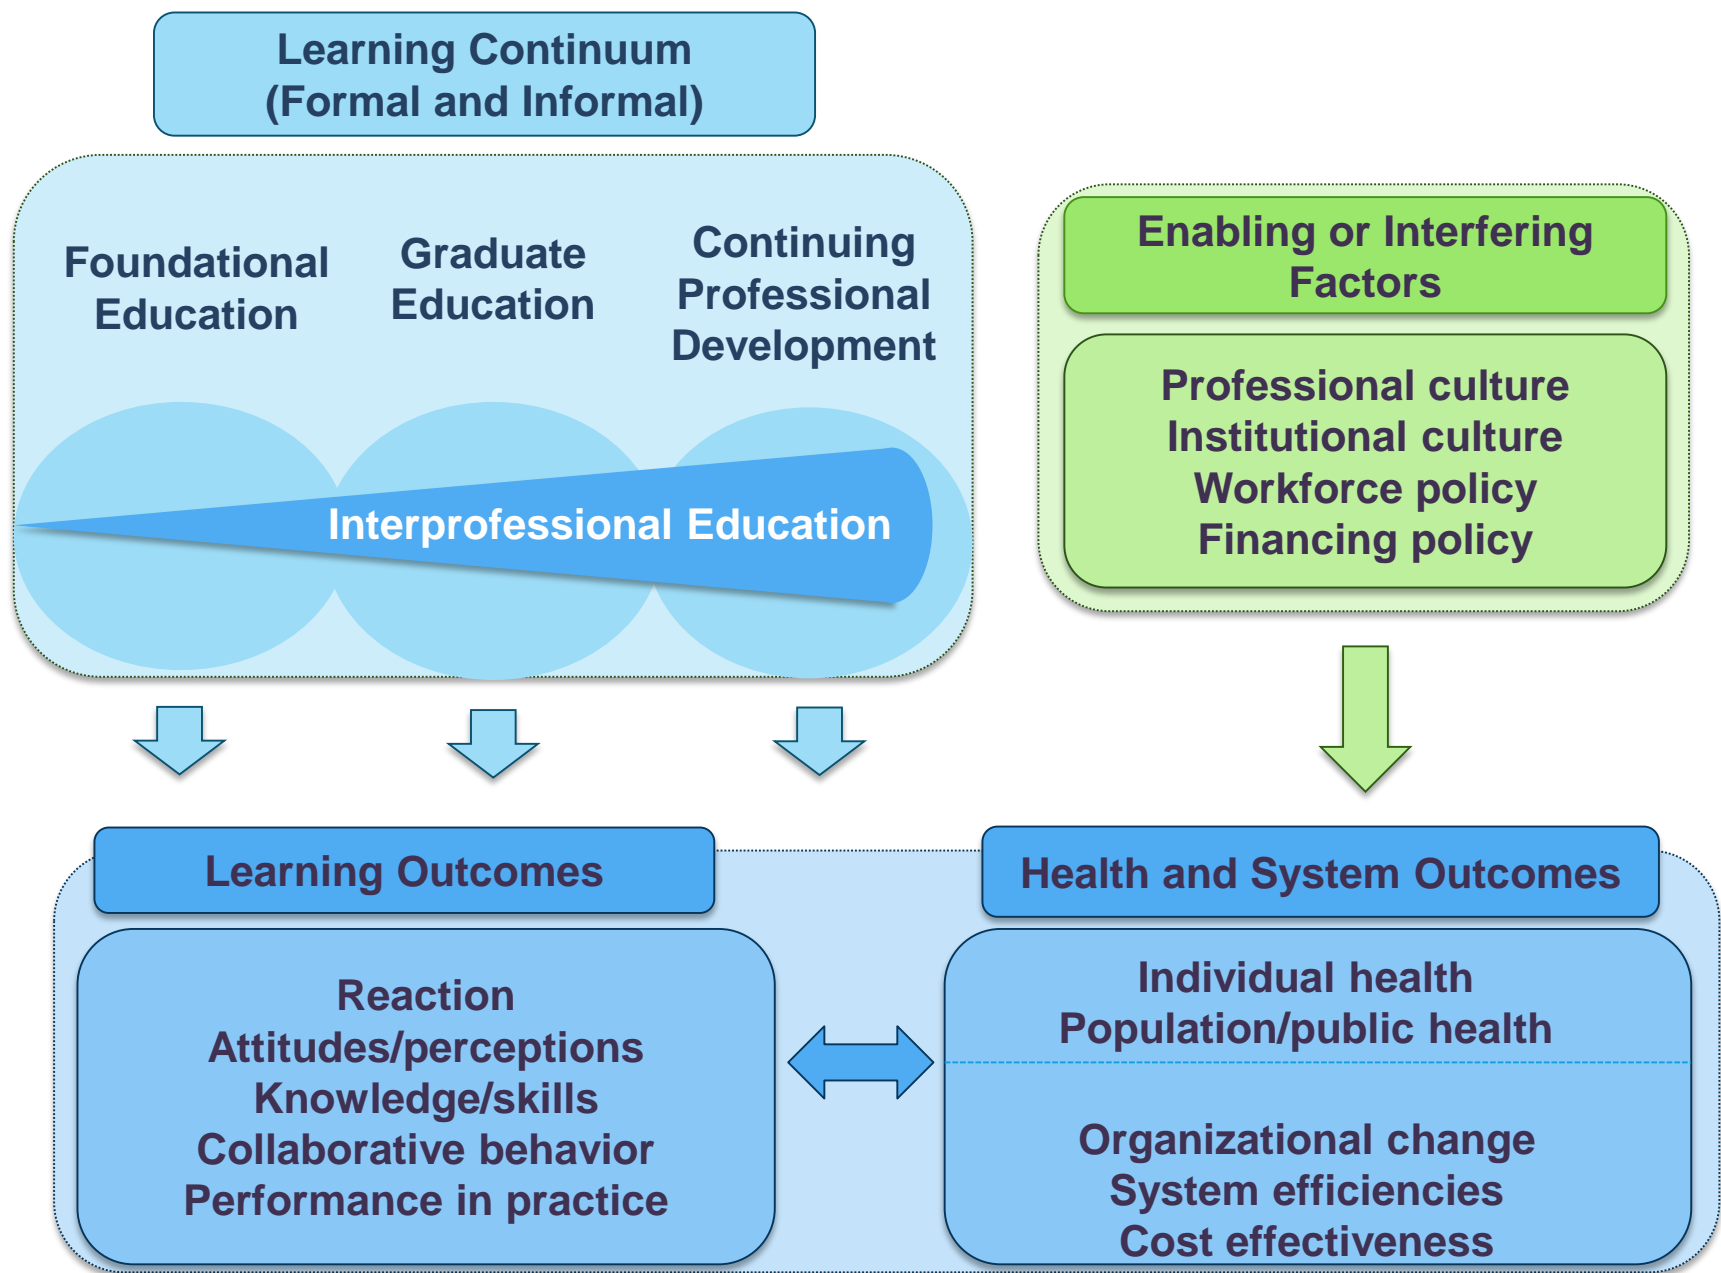 Learning Continuum
(Formal and Informal)
Foundational
Education
Graduate
Education
Continuing
Professional
Development
Interprofessional Education
Enabling or Interfering
Factors
Professional culture
Institutional culture
Workforce policy
Financing policy
Learning Outcomes
Reaction
Attitudes/perceptions
Knowledge/skills
Collaborative behavior
Performance in practice
Health and System Outcomes
Individual health
Population/public health
Organizational change
System efficiencies
Cost effectiveness